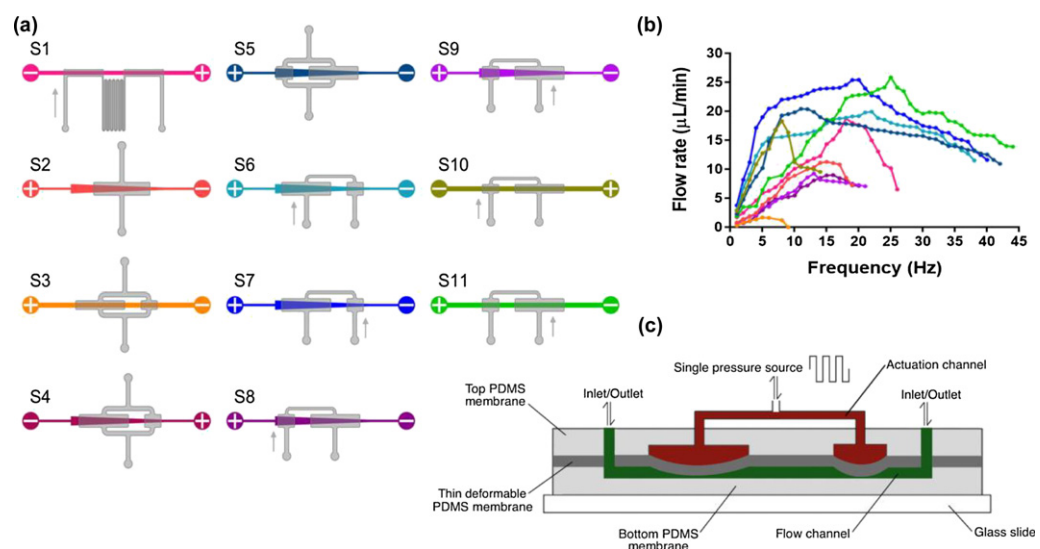 (a)
S1
− +
S2
+ −
S3
+ −
S4
+ −
S5
+ −
S6
+ −
S7
+ −
S8
+ −
S9
− +
S10
− +
S11
+ −
(b)
Flow rate (μL/min)
30
25
20
15
10
5
0
0 5 10 15 20 25 30 35 40 45
Frequency (Hz)
(c)
Single pressure source
Actuation channel
Top PDMS
membrane
Inlet/Outlet
Inlet/Outlet
Thin deformable
PDMS membrane
Bottom PDMS
membrane
Flow channel
Glass slide